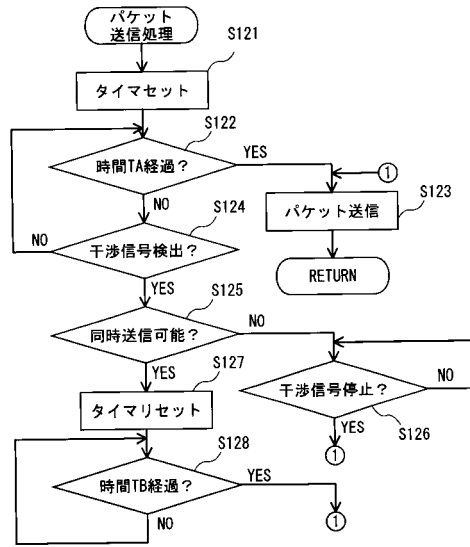 パケット
送信処理
S121
タイマセット
S122
時間TA経過？
YES
①
NO
S124
S123
パケット送信
NO
干渉信号検出？
RETURN
YES
S125
同時送信可能？
NO
YES
S127
タイマリセット
干渉信号停止？
NO
S126
YES
①
S128
時間TB経過？
YES
NO
①